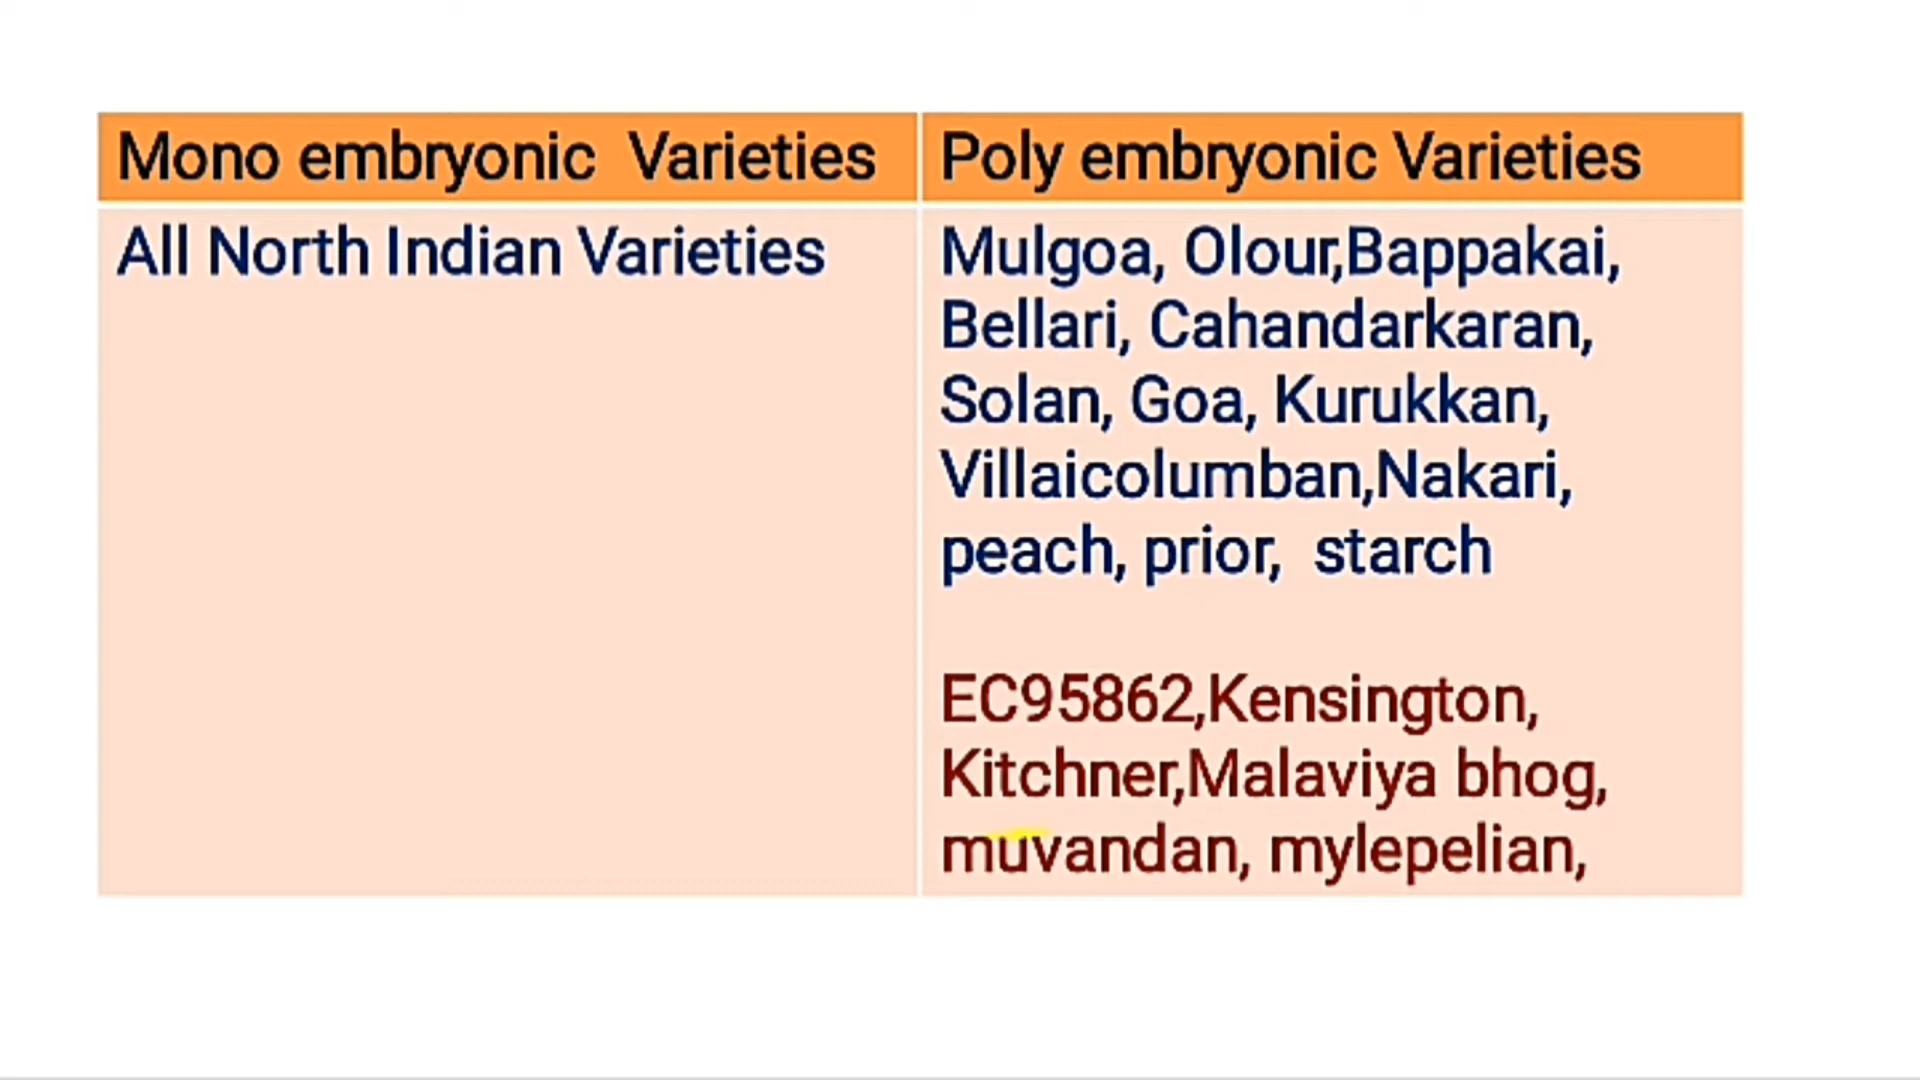 Mono embryonic Varieties
Poly embryonic Varieties
All North Indian Varieties
Mulgoa, Olour,Bappakai,
Bellari, Cahandarkaran,
Solan, Goa, Kurukkan,
Villaicolumban,Nakari,
peach, prior, starch
EC95862,Kensington,
Kitchner,Malaviya bhog,
muvandan, mylepelian,